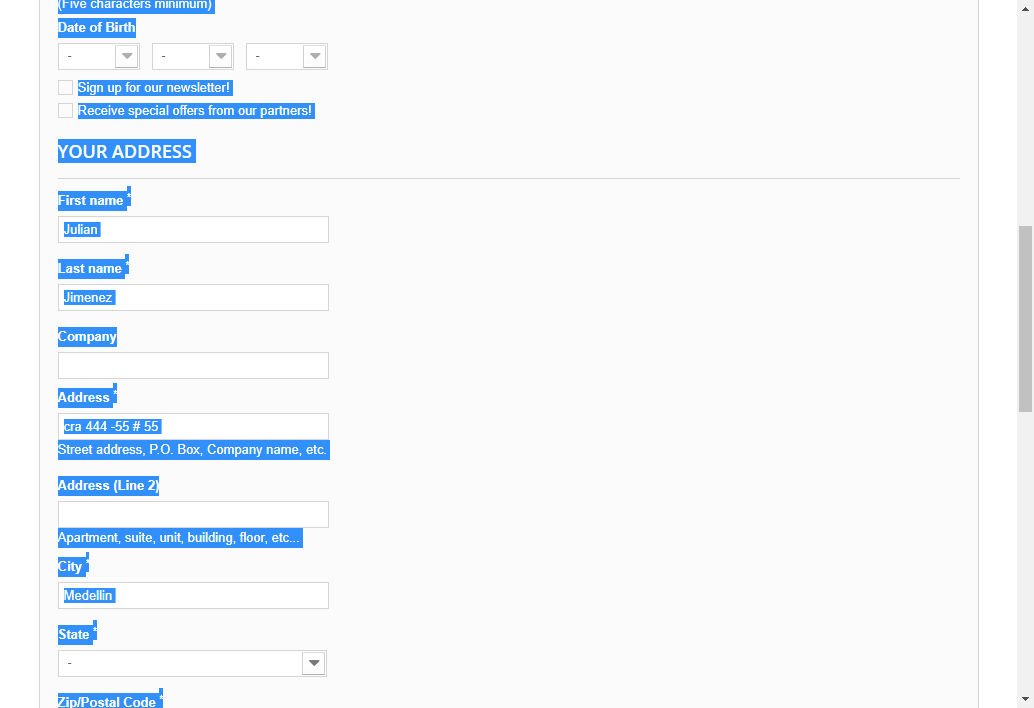 (Five characters minimum)
Date of Birth
- - -
Sign up for our newsletter!
Receive special offers from our partners!
YOUR ADDRESS
First name *
Julian
Last name *
Jimenez
Company
Address *
cra 444 -55 # 55
Street address, P.O. Box, Company name, etc.
Address (Line 2)
Apartment, suite, unit, building, floor, etc...
City *
Medellin
State *
-
Zip/Postal Code *